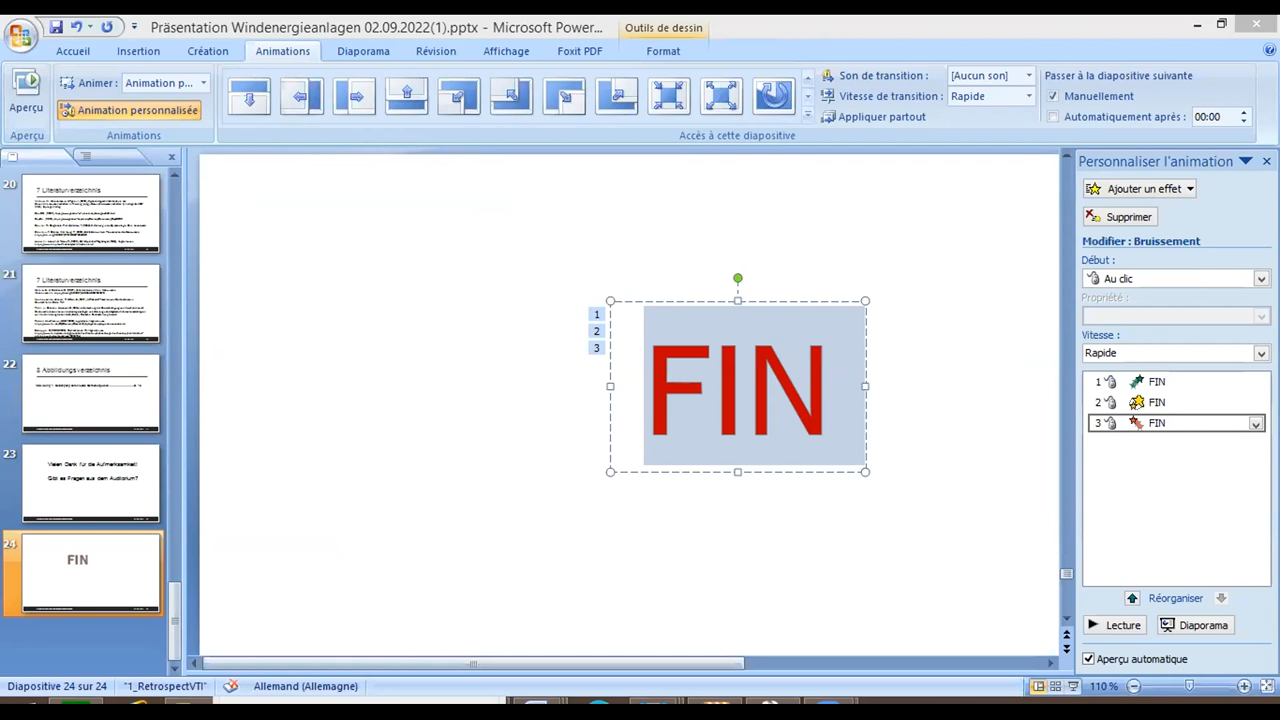 Präsentation Windenergieanlagen 02.09.2022(1).pptx - Microsoft Power...
Outils de dessin
Accueil
Insertion
Création
Animations
Diaporama
Révision
Affichage
Foxit PDF
Format
Aperçu
Animer :
Animation p...
Animation personnalisée
Son de transition :
[Aucun son]
Vitesse de transition :
Rapide
Appliquer partout
Passer à la diapositive suivante
Manuellement
Automatiquement après :
00:00
Aperçu
Animations
Accès à cette diapositive
20
7 Literaturverzeichnis
21
7 Literaturverzeichnis
22
8 Abbildungsverzeichnis
23
Vielen Dank für die Aufmerksamkeit!
Gibt es Fragen aus dem Auditorium?
24
FIN
1
2
3
FIN
Personnaliser l'animation
Ajouter un effet
Supprimer
Modifier : Bruissement
Début :
Au clic
Propriété :
Vitesse :
Rapide
1 FIN
2 FIN
3 FIN
Réorganiser
Lecture
Diaporama
Aperçu automatique
Diapositive 24 sur 24
"1_RetrospectVTI"
Allemand (Allemagne)
110 %